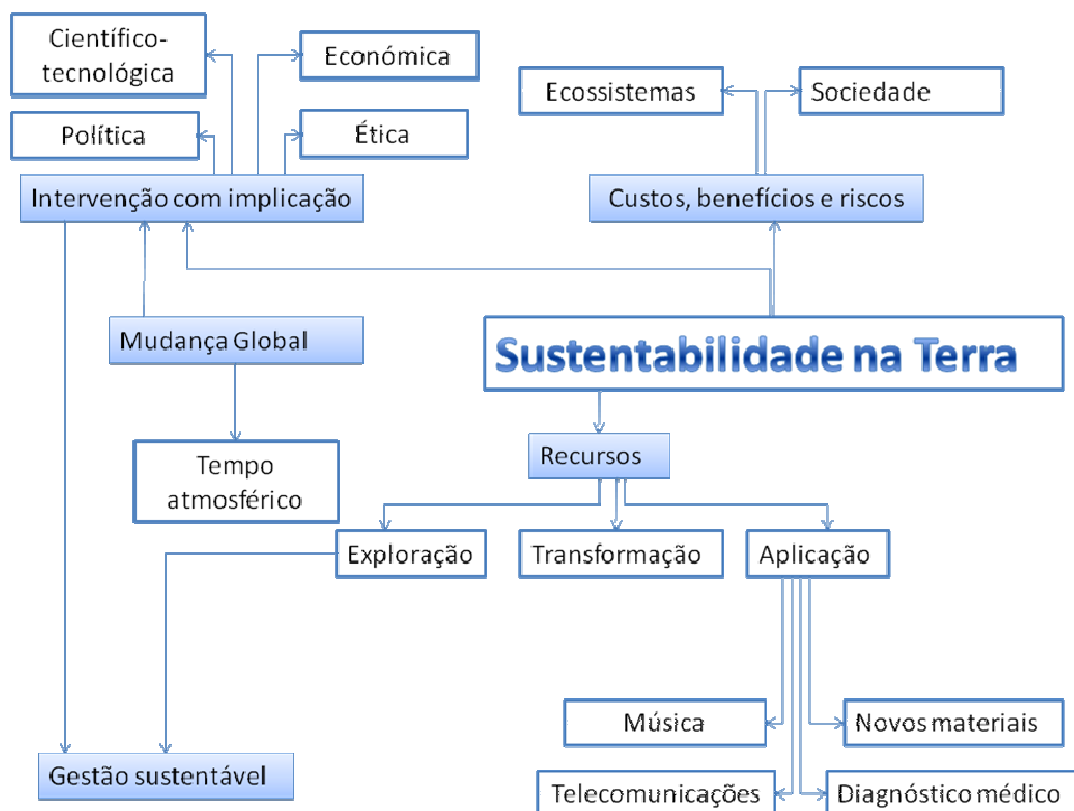 Científico-
tecnológica
Económica
Ecossistemas
Sociedade
Política
Ética
Intervenção com implicação
Custos, benefícios e riscos
Mudança Global
Sustentabilidade na Terra
Recursos
Tempo
atmosférico
Exploração
Transformação
Aplicação
Música
Novos materiais
Gestão sustentável
Telecomunicações
Diagnóstico médico